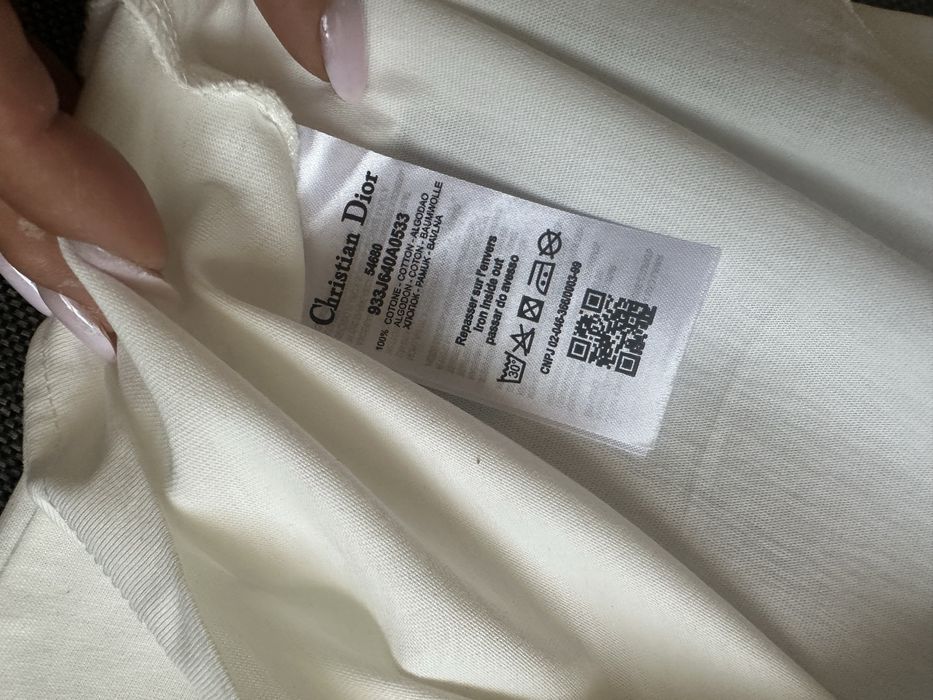 Christian Dior
54680
933J640A0533
100% COTONE - COTTON - ALGODAO
ALGODON - COTON - BAUMWOLLE
ХЛОПОК - PAMUK - BAVLNA
Repasser sur l'envers
Iron inside out
passar do avesso
30°
CNPJ 02-046-396/0003-69